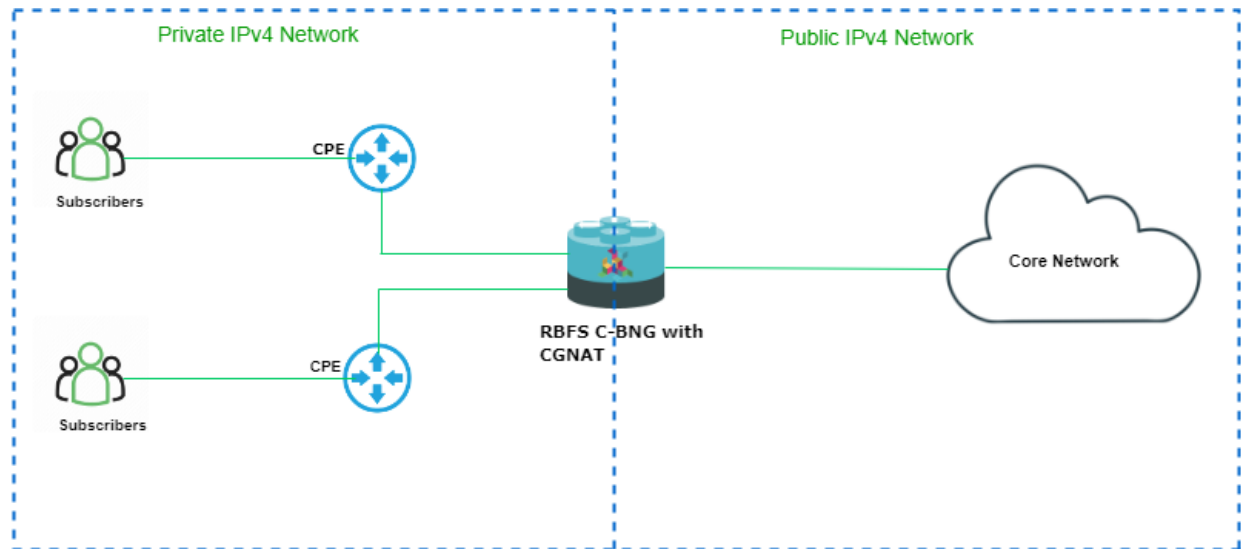 Private IPv4 Network
Public IPv4 Network
CPE
Subscribers
Core Network
RBFS C-BNG with
CGNAT
CPE
Subscribers